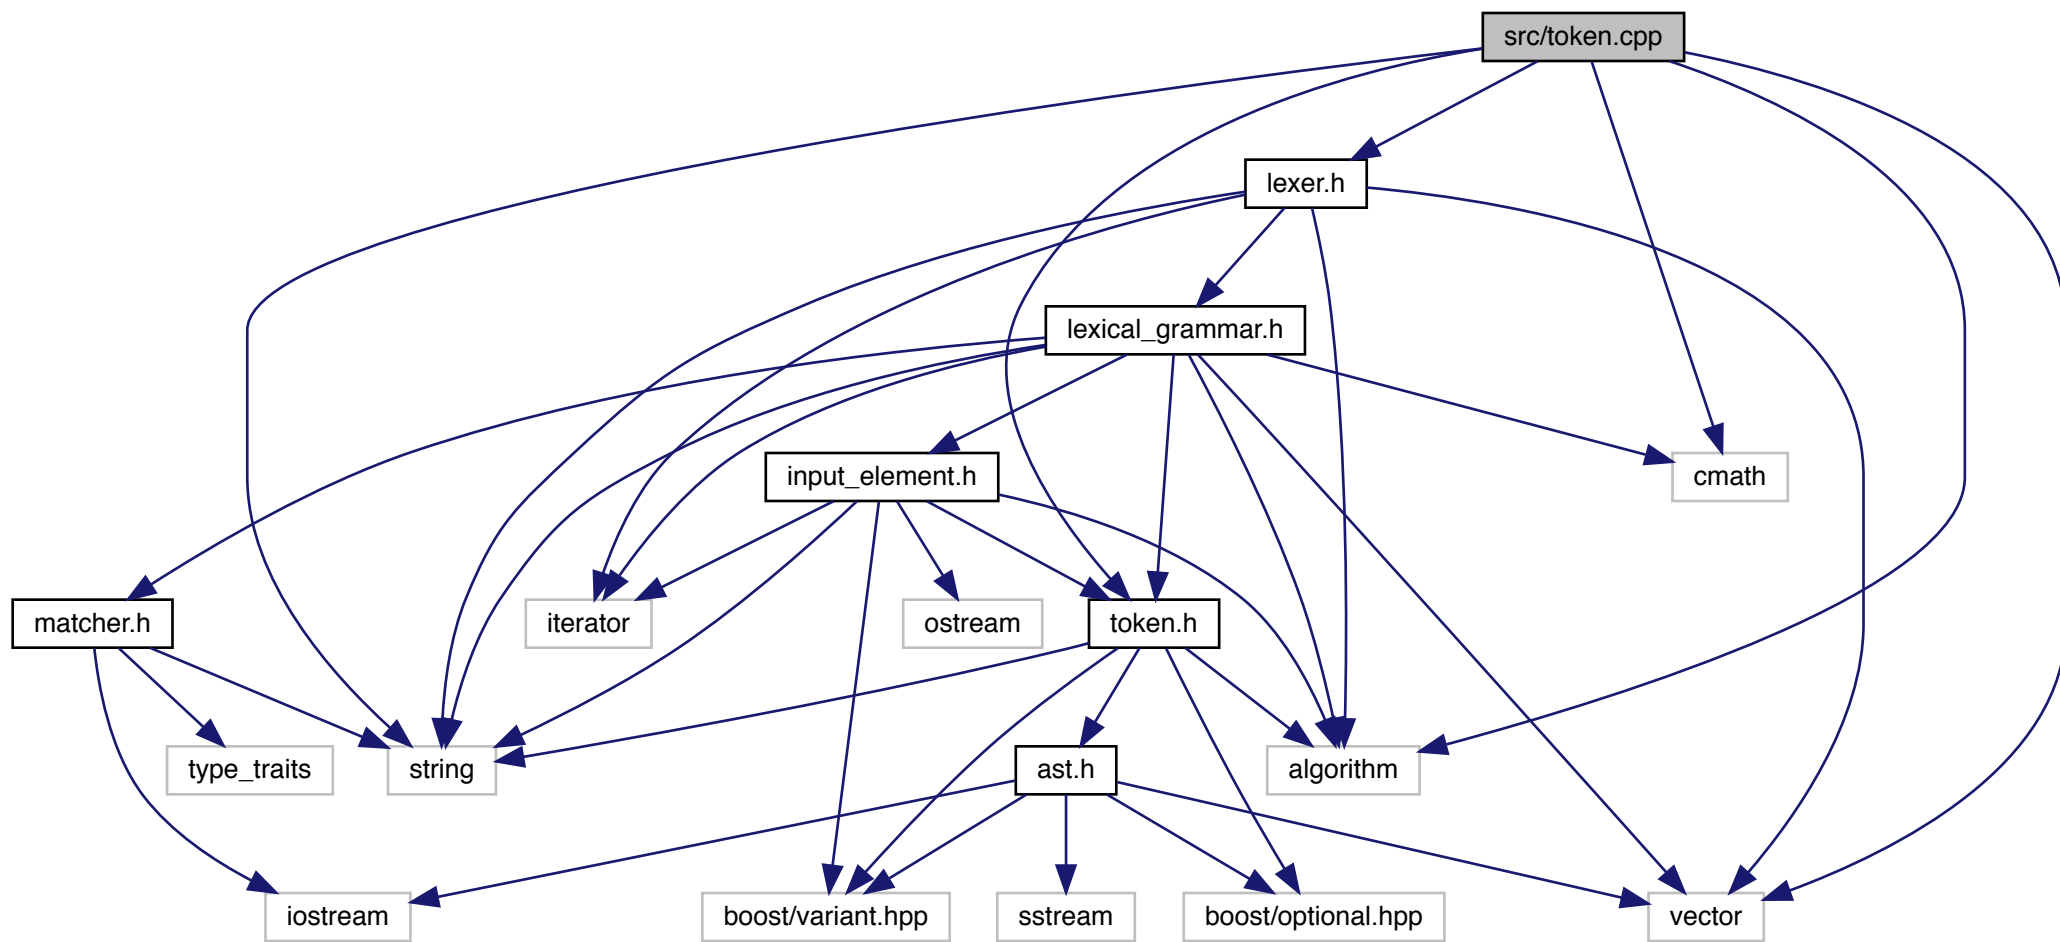 src/token.cpp
lexer.h
lexical_grammar.h
input_element.h
cmath
matcher.h
iterator
ostream
token.h
type_traits
string
ast.h
algorithm
iostream
boost/variant.hpp
sstream
boost/optional.hpp
vector